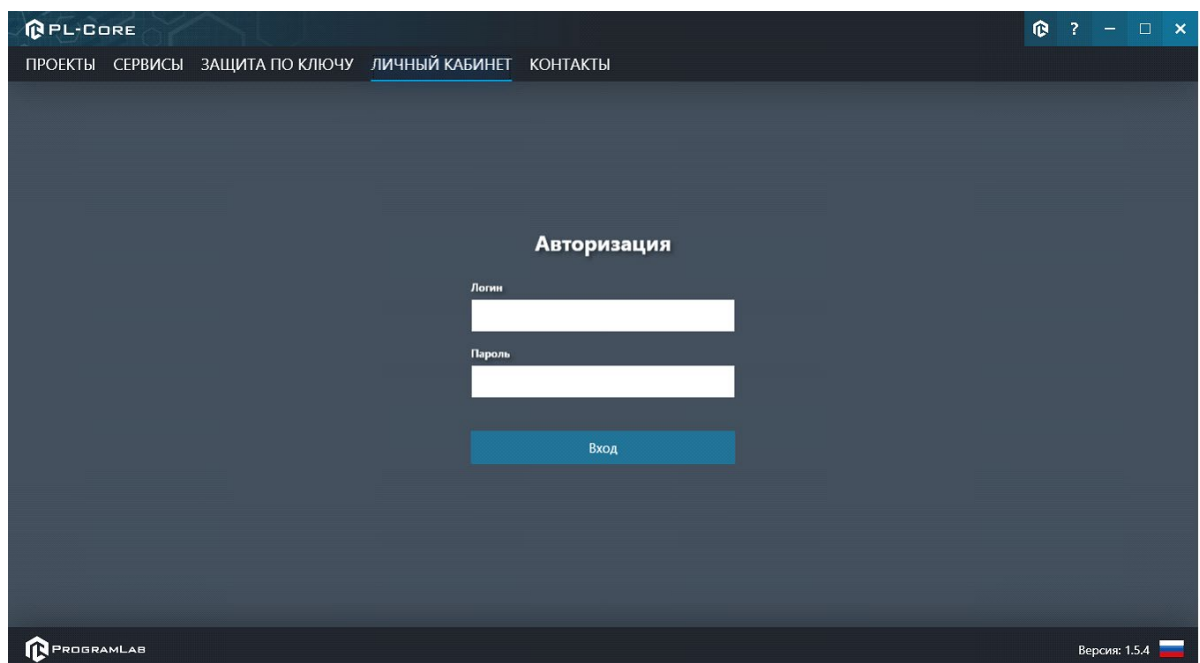 PL-CORE ?
ПРОЕКТЫ СЕРВИСЫ ЗАЩИТА ПО КЛЮЧУ ЛИЧНЫЙ КАБИНЕТ КОНТАКТЫ
Авторизация
Логин
Пароль
Вход
PROGRAMLAB Версия: 1.5.4